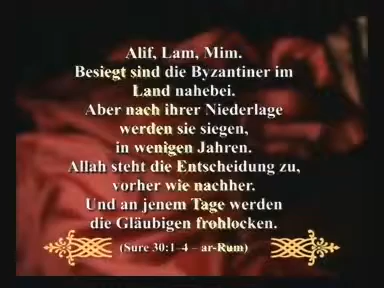 Alif, Lam, Mim.
Besiegt sind die Byzantiner im
Land nahebei.
Aber nach ihrer Niederlage
werden sie siegen,
in wenigen Jahren.
Allah steht die Entscheidung zu,
vorher wie nachher.
Und an jenem Tage werden
die Gläubigen frohlocken.
(Sure 30:1-4 – ar-Rum)